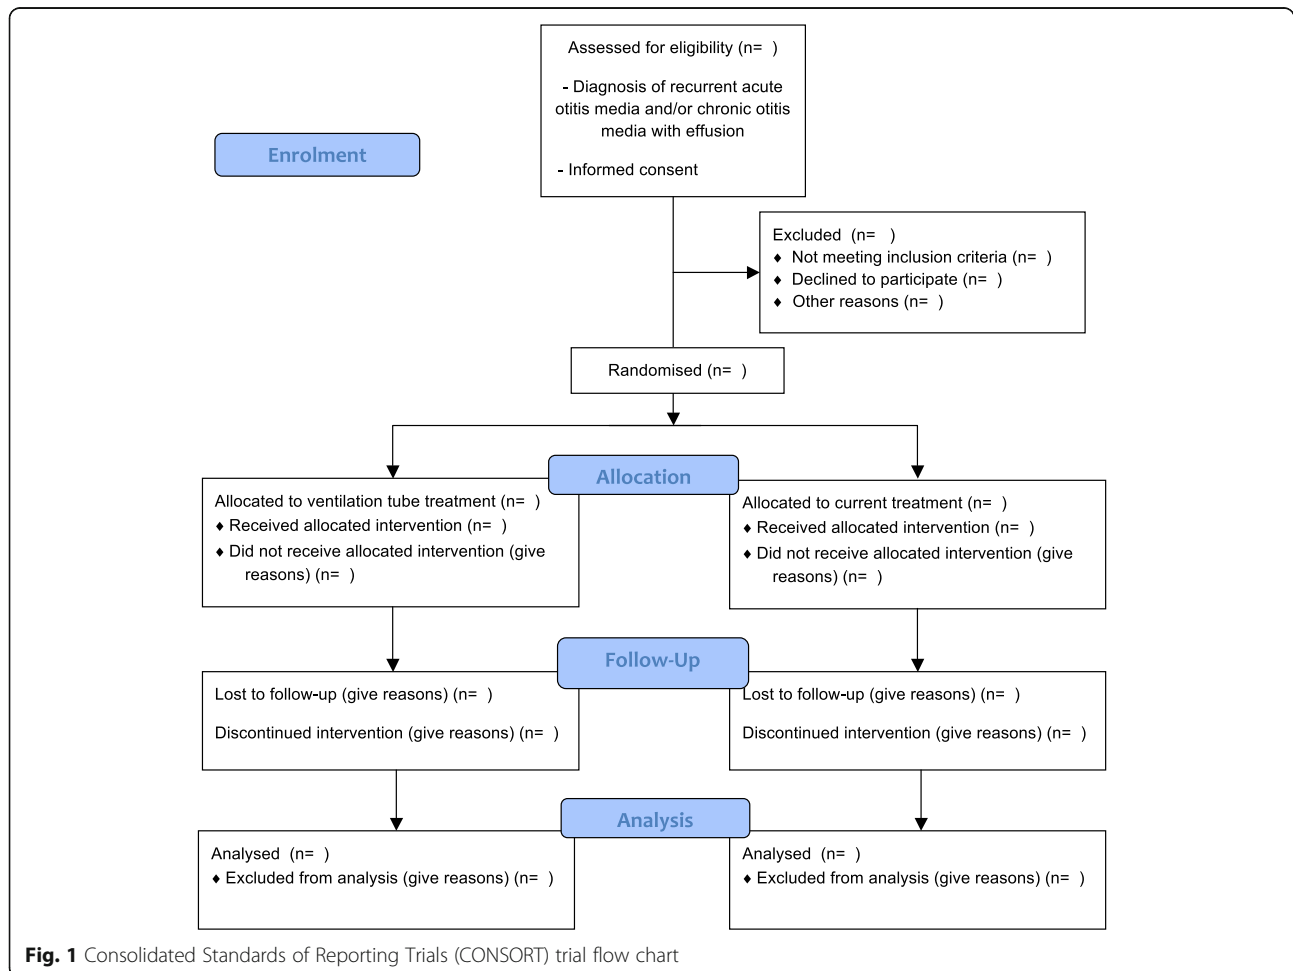 Assessed for eligibility (n= )
- Diagnosis of recurrent acute
otitis media and/or chronic otitis
media with effusion
- Informed consent
Enrolment
Excluded (n= )
♦ Not meeting inclusion criteria (n= )
♦ Declined to participate (n= )
♦ Other reasons (n= )
Randomised (n= )
Allocation
Allocated to ventilation tube treatment (n= )
♦ Received allocated intervention (n= )
♦ Did not receive allocated intervention (give
reasons) (n= )
Allocated to current treatment (n= )
♦ Received allocated intervention (n= )
♦ Did not receive allocated intervention (give
reasons) (n= )
Follow-Up
Lost to follow-up (give reasons) (n= )
Discontinued intervention (give reasons) (n= )
Lost to follow-up (give reasons) (n= )
Discontinued intervention (give reasons) (n= )
Analysis
Analysed (n= )
♦ Excluded from analysis (give reasons) (n= )
Analysed (n= )
♦ Excluded from analysis (give reasons) (n= )
Fig. 1 Consolidated Standards of Reporting Trials (CONSORT) trial flow chart